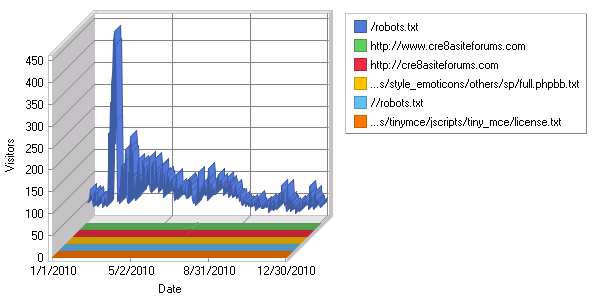 /robots.txt
http://www.cre8asiteforums.com
http://cre8asiteforums.com
...s/style_emoticons/others/sp/full.phpbb.txt
//robots.txt
...s/tinymce/jscripts/tiny_mce/license.txt
450
400
350
300
250
200
150
100
50
0
Visitors
1/1/2010
5/2/2010
8/31/2010
12/30/2010
Date